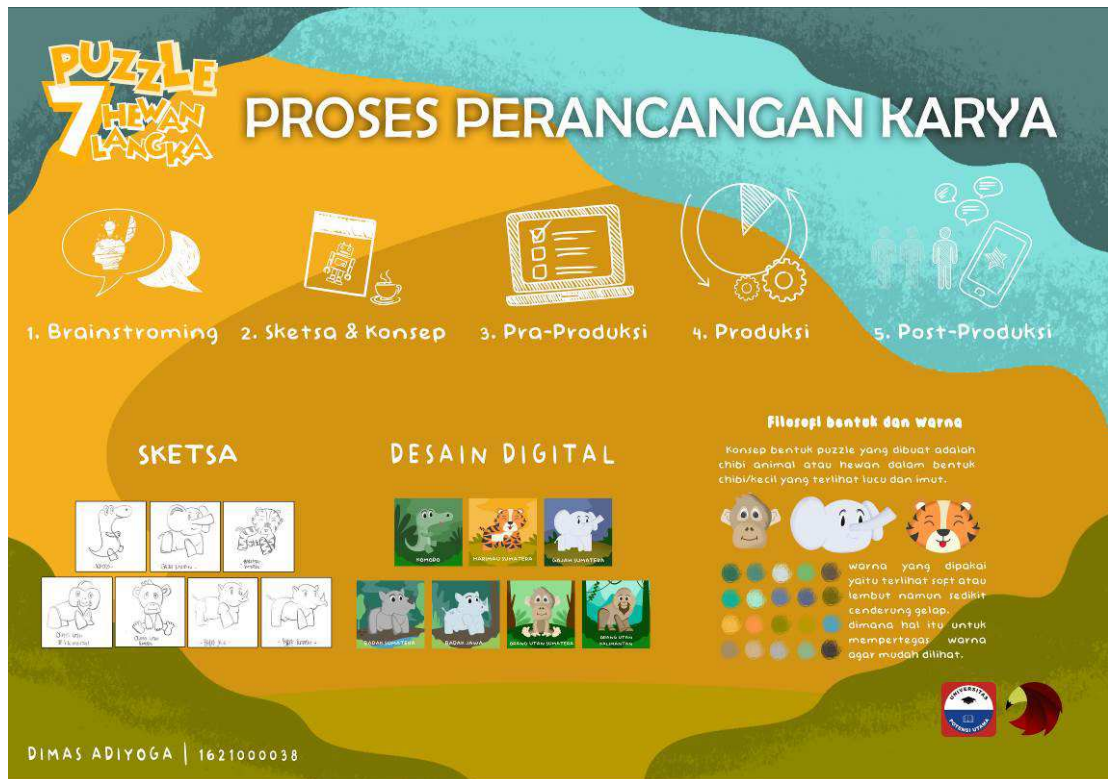 PUZZLE
7 HEWAN
LANGKA
PROSES PERANCANGAN KARYA
1. Brainstroming
2. Sketsa & Konsep
3. Pra-Produksi
4. Produksi
5. Post-Produksi
SKETSA
DESAIN DIGITAL
KOMODO
HARIMAU SUMATERA
GAJAH SUMATERA
BADAK SUMATERA
BADAK JAWA
ORANG UTAN SUMATERA
ORANG UTAN
KALIMANTAN
Filosofi bentuk dan warna
Konsep bentuk puzzle yang dibuat adalah
chibi animal atau hewan dalam bentuk
chibi/kecil yang terlihat lucu dan imut.
warna yang dipakai
yaitu terlihat soft atau
lembut namun sedikit
cenderung gelap.
dimana hal itu untuk
mempertegas warna
agar mudah dilihat.
UNIVERSITAS
POTENSI UTAMA
DIMAS ADIYOGA | 1621000038